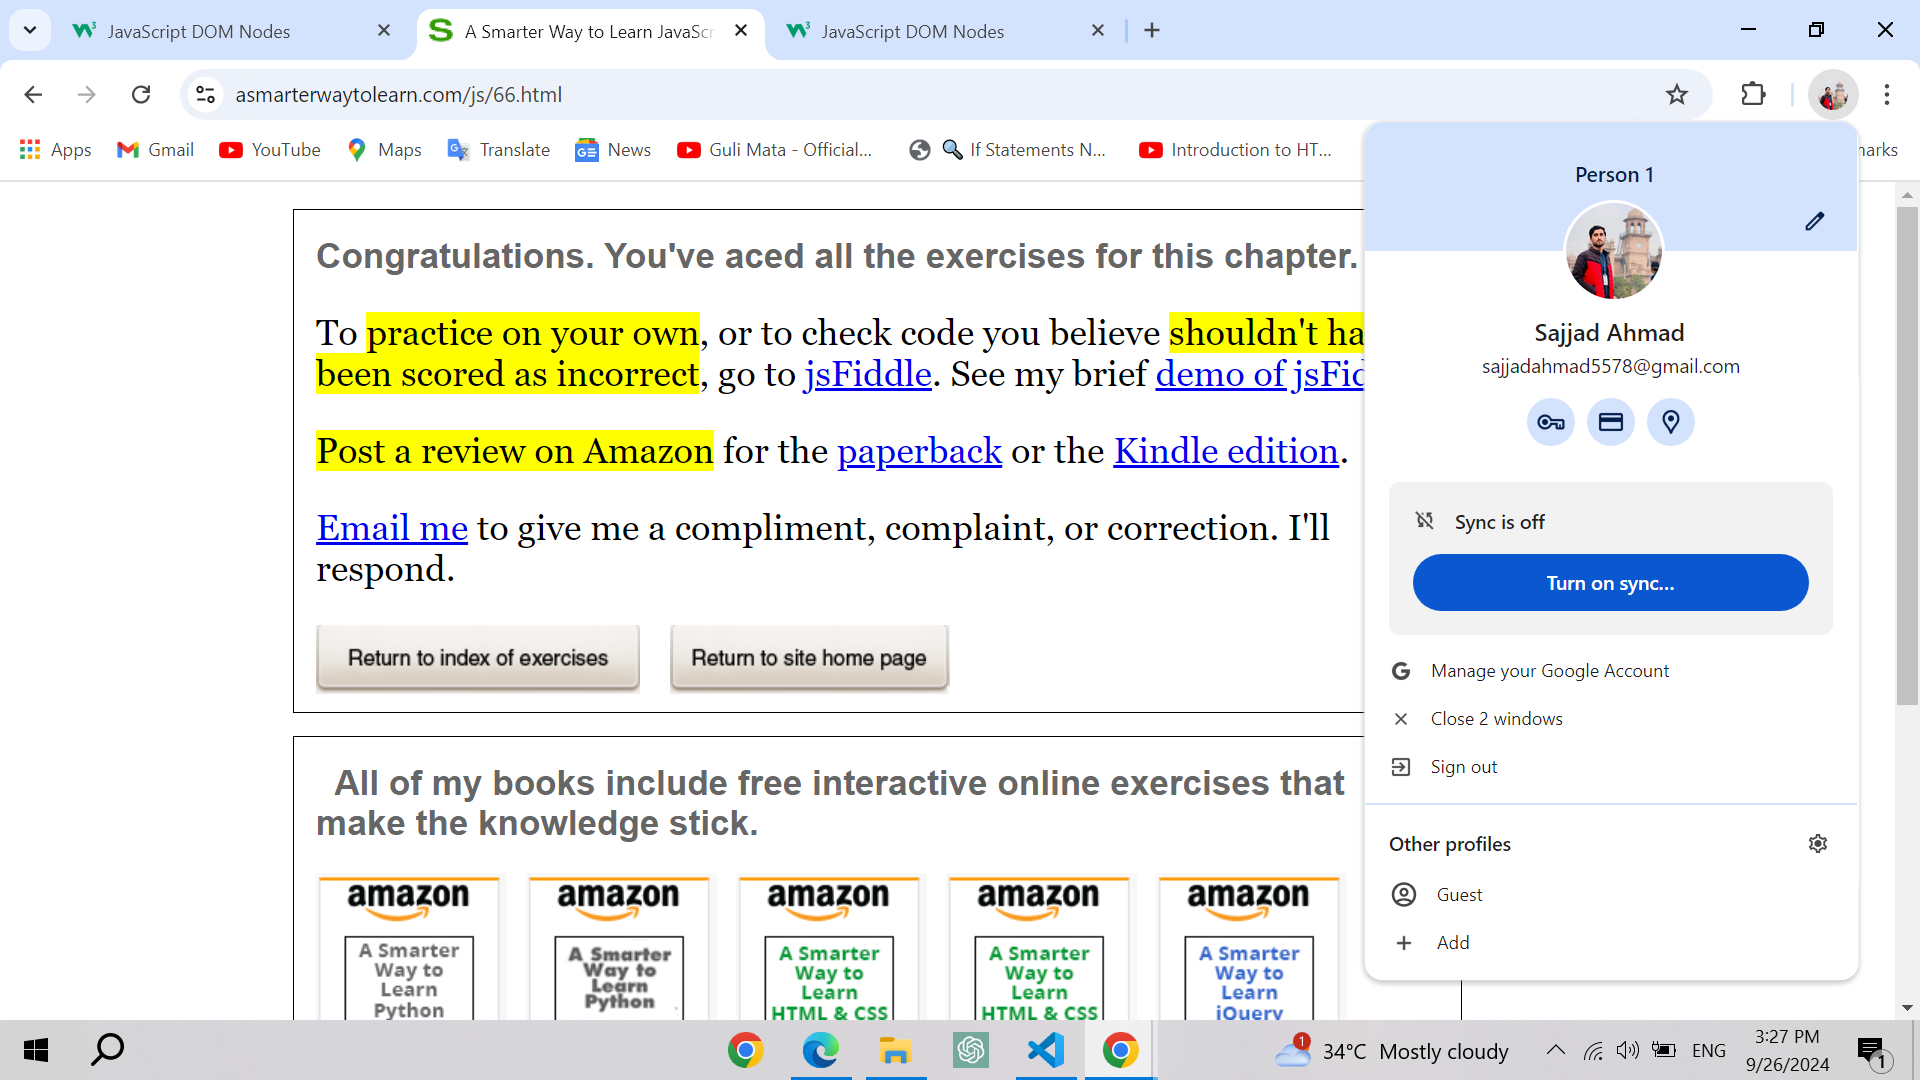 JavaScript DOM Nodes
A Smarter Way to Learn JavaScr
JavaScript DOM Nodes
asmarterwaytolearn.com/js/66.html
Apps
Gmail
YouTube
Maps
Translate
News
Guli Mata - Official...
If Statements N...
Introduction to HT...
Congratulations. You've aced all the exercises for this chapter.
To practice on your own, or to check code you believe shouldn't ha
been scored as incorrect, go to jsFiddle. See my brief demo of jsFid
Post a review on Amazon for the paperback or the Kindle edition.
Email me to give me a compliment, complaint, or correction. I'll
respond.
Return to index of exercises
Return to site home page
All of my books include free interactive online exercises that
make the knowledge stick.
amazon
A Smarter
Way to
Learn
Python
amazon
A Smarter
Way to
Learn
Python
amazon
A Smarter
Way to
Learn
HTML & CSS
amazon
A Smarter
Way to
Learn
HTML & CSS
amazon
A Smarter
Way to
Learn
jQuery
Person 1
Sajjad Ahmad
sajjadahmad5578@gmail.com
Sync is off
Turn on sync...
Manage your Google Account
Close 2 windows
Sign out
Other profiles
Guest
Add
1
34°C Mostly cloudy
ENG
3:27 PM
9/26/2024
1